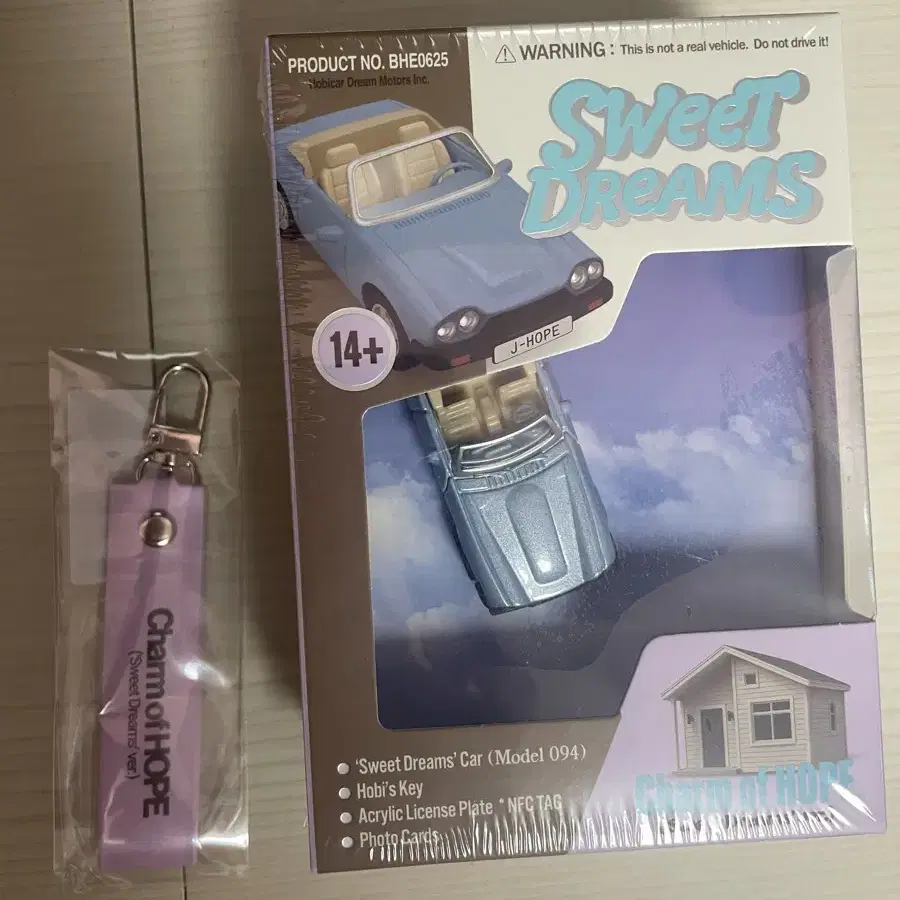 PRODUCT NO. BHE0625
Hobicar Dream Motors Inc.
WARNING : This is not a real vehicle. Do not drive it!
SWeeT
DReAMS
14+
J-HOPE
'Sweet Dreams' Car (Model 094)
Hobi's Key
Acrylic License Plate * NFC TAG
Photo Cards
Charm of HOPE
Charm of HOPE
('Sweet Dreams' ver.)